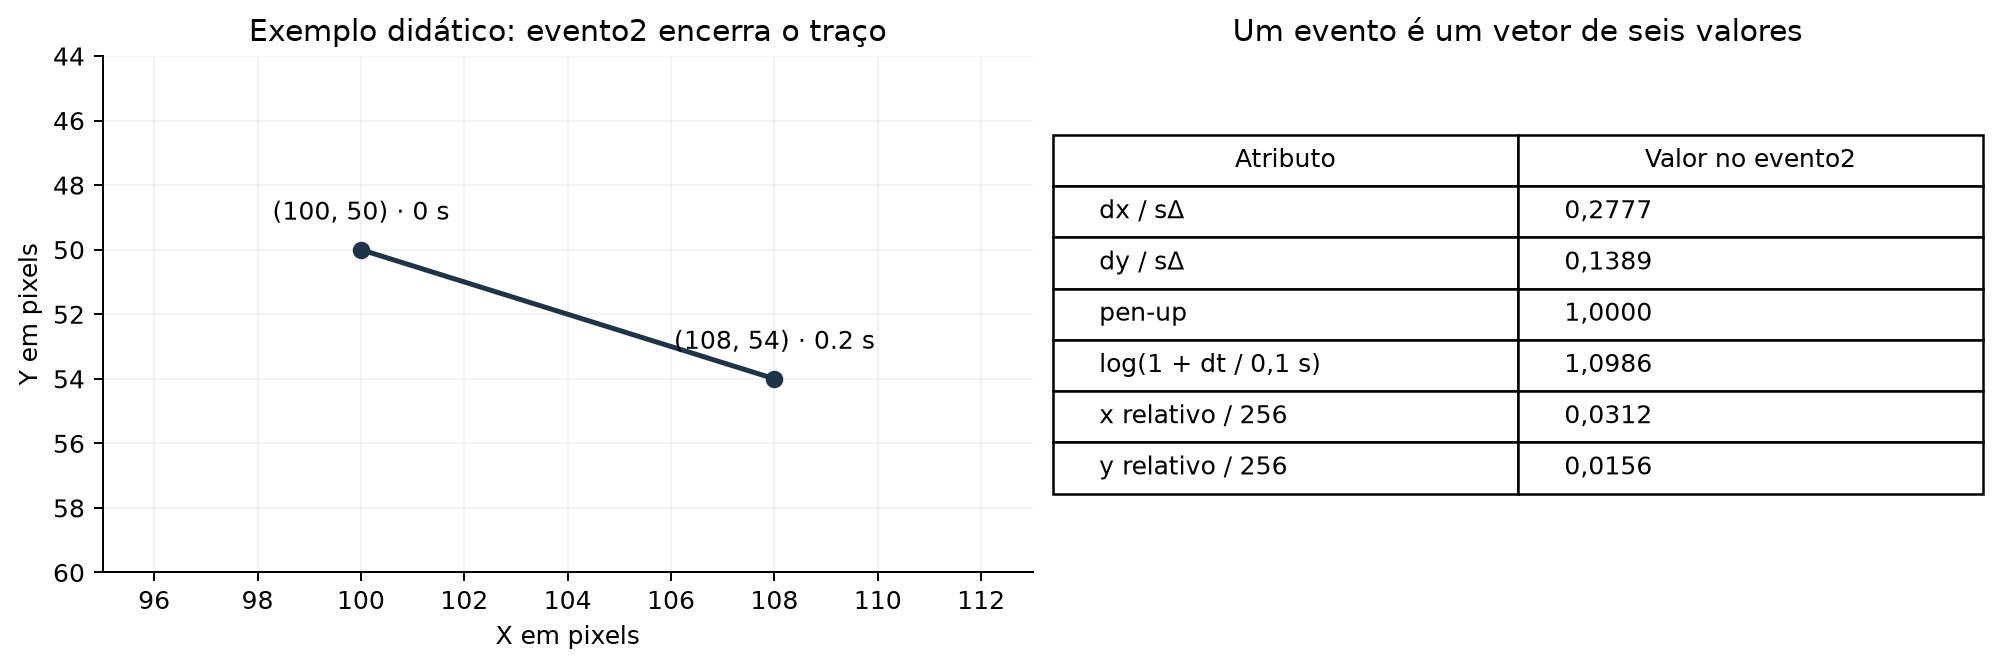 Exemplo didático: evento2 encerra o traço
44
46
48
50
52
54
56
58
60
Y em pixels
(100, 50) · 0 s
(108, 54) · 0.2 s
96 98 100 102 104 106 108 110 112
X em pixels
Um evento é um vetor de seis valores
Atributo Valor no evento2
dx / sΔ 0,2777
dy / sΔ 0,1389
pen-up 1,0000
log(1 + dt / 0,1 s) 1,0986
x relativo / 256 0,0312
y relativo / 256 0,0156